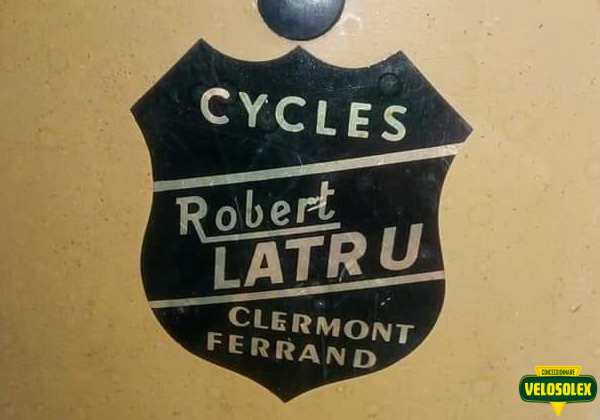 CYCLES
Robert
LATRU
CLERMONT
FERRAND
CONCESSIONNAIRE
VELOSOLEX